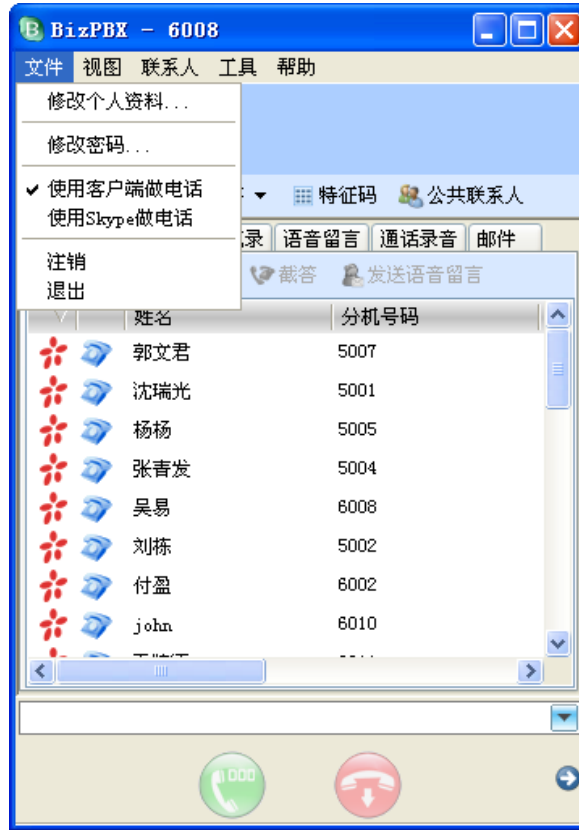 BizPBX - 6008
文件 视图 联系人 工具 帮助
修改个人资料...
修改密码...
使用客户端做电话
使用Skype做电话
注销
退出
特征码 公共联系人
录 语音留言 通话录音 邮件
截答 发送语音留言
姓名 分机号码
郭文君 5007
沈瑞光 5001
杨杨 5005
张青发 5004
吴易 6008
刘栋 5002
付盈 6002
john 6010